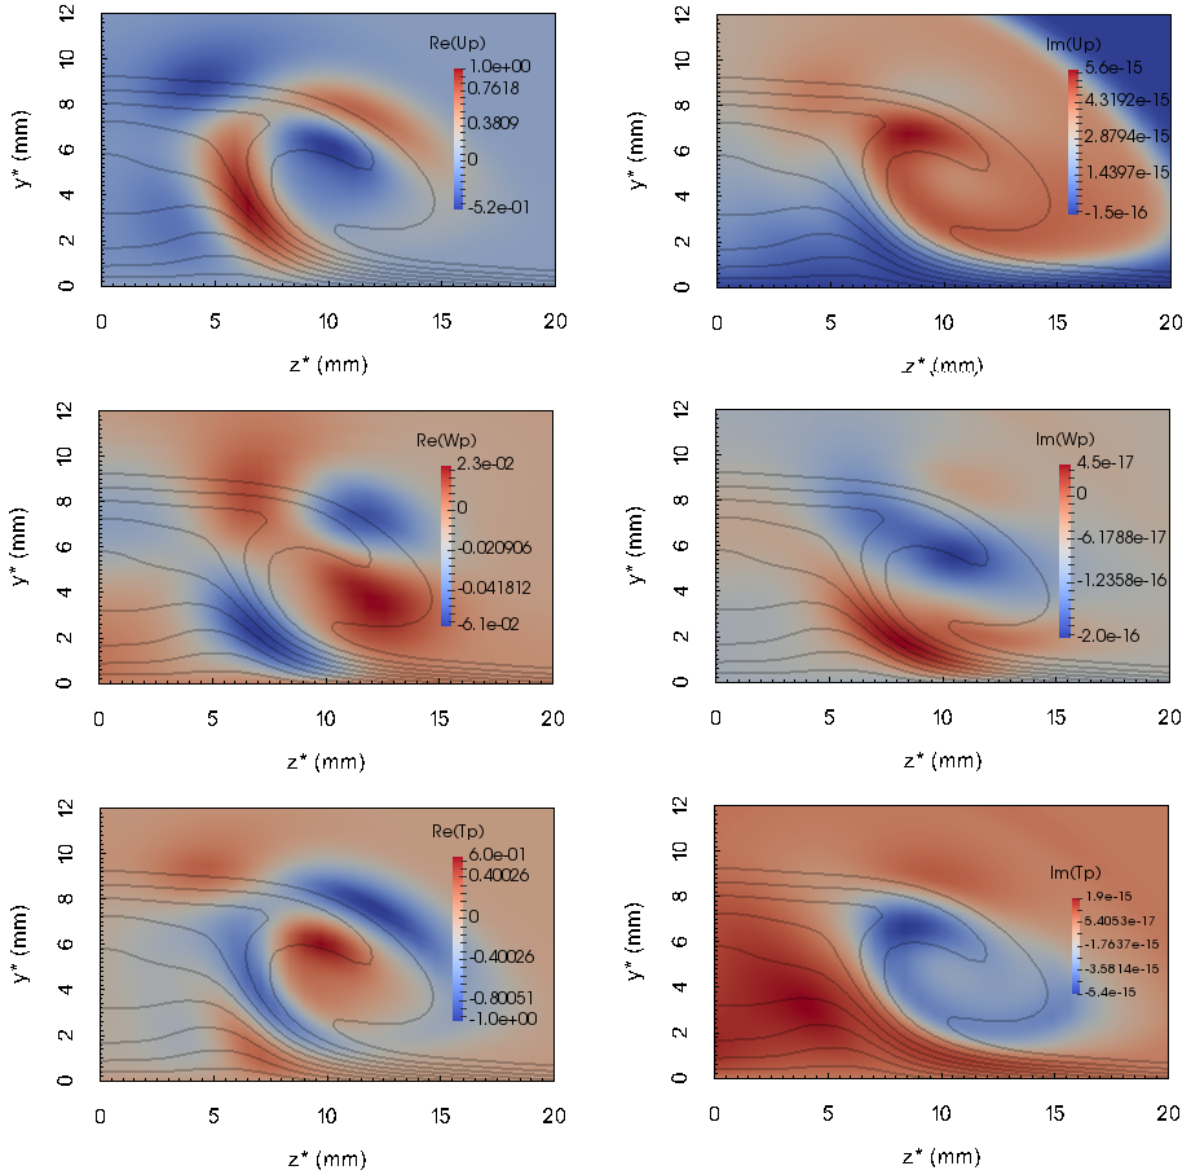 12
10
8
6
4
2
0
y* (mm)
Re(Up)
1.0e+00
0.7618
0.3809
0
-5.2e-01
0 5 10 15 20
z* (mm)
12
10
8
6
4
2
0
y* (mm)
Im(Up)
5.6e-15
4.3192e-15
2.8794e-15
1.4397e-15
-1.5e-16
0 5 10 15 20
z* (mm)
12
10
8
6
4
2
0
y* (mm)
Re(Wp)
2.3e-02
0
-0.020906
-0.041812
-6.1e-02
0 5 10 15 20
z* (mm)
12
10
8
6
4
2
0
y* (mm)
Im(Wp)
4.5e-17
0
-6.1788e-17
-1.2358e-16
-2.0e-16
0 5 10 15 20
z* (mm)
12
10
8
6
4
2
0
y* (mm)
Re(Tp)
6.0e-01
0.40026
0
-0.40026
-0.80051
-1.0e+00
0 5 10 15 20
z* (mm)
12
10
8
6
4
2
0
y* (mm)
Im(Tp)
1.9e-15
5.4053e-17
-1.7637e-15
-3.5814e-15
-5.4e-15
0 5 10 15 20
z* (mm)